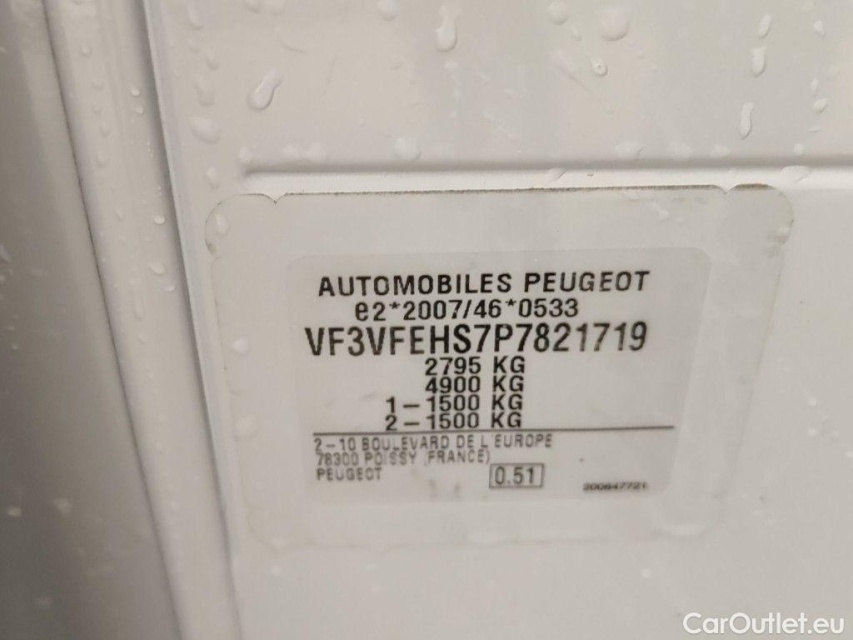 AUTOMOBILES PEUGEOT
e2*2007/46*0533
VF3VFEHS7P7821719
2795 KG
4900 KG
1-1500 KG
2-1500 KG
2-10 BOULEVARD DE L'EUROPE
78300 POISSY (FRANCE)
PEUGEOT
0.51
200847721
CarOutlet.eu